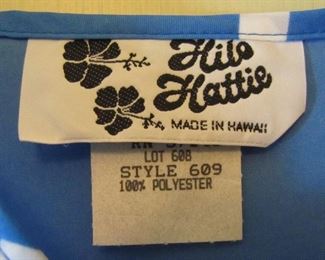 Hilo
Hattie
MADE IN HAWAII
LOT 608
STYLE 609
100% POLYESTER